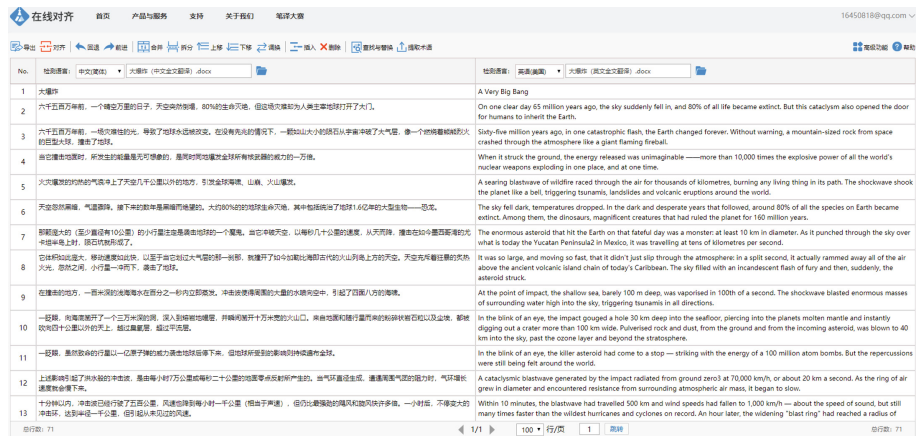 在线对齐 首页 产品与服务 支持 关于我们 笔译大赛 16450818@qq.com
导出 对齐 回退 前进 合并 拆分 上移 下移 调换 插入 删除 查找与替换 提取术语 高级功能 帮助
No. 检测语言: 中文(简体) 大爆炸 (中文全文翻译) .docx 检测语言: 英语(美国) 大爆炸 (英文全文翻译) .docx
1 大爆炸 A Very Big Bang
2 六千五百万年前，一个晴空万里的日子，天空突然倒塌，80%的生命灭绝，但这场灾难却为人类主宰地球打开了大门。 On one clear day 65 million years ago, the sky suddenly fell in, and 80% of all life became extinct. But this cataclysm also opened the door
for humans to inherit the Earth.
3 六千五百万年前，一场灾难性的光，导致了地球永远被改变。在没有先兆的情况下，一颗如山大小的陨石从宇宙冲破了大气层，像一个燃烧着熊熊烈火 Sixty-five million years ago, in one catastrophic flash, the Earth changed forever. Without warning, a mountain-sized rock from space
的巨型大球，撞击了地球。 crashed through the atmosphere like a giant flaming fireball.
4 当它撞击地面时，所发生的能量是无可想象的，是同时同地爆发全球所有核武器的威力的一万倍。 When it struck the ground, the energy released was unimaginable ——more than 10,000 times the explosive power of all the world's
nuclear weapons exploding in one place, and at one time.
5 火灾爆发的灼热的气浪冲上了天空几千公里以外的地方，引发全球海啸、山崩、火山爆发。 A searing blastwave of wildfire raced through the air for thousands of kilometres, burning any living thing in its path. The shockwave shook
the planet like a bell, triggering tsunamis, landslides and volcanic eruptions around the world.
6 天空忽然黑暗，气温骤降。接下来的数年是黑暗而绝望的。大约80%的的地球生命灭绝，其中包括统治了地球1.6亿年的大型生物——恐龙。 The sky fell dark, temperatures dropped. In the dark and desperate years that followed, around 80% of all the species on Earth became
extinct. Among them, the dinosaurs, magnificent creatures that had ruled the planet for 160 million years.
7 那颗庞大的（至少直径有10公里）的小行星注定是袭击地球的一个魔鬼。当它冲破天空，以每秒几十公里的速度，从天而降，撞击在如今墨西哥湾的尤 The enormous asteroid that hit the Earth on that fateful day was a monster: at least 10 km in diameter. As it punched through the sky over
卡坦半岛上时，陨石坑就形成了。 what is today the Yucatan Peninsula2 in Mexico, it was travelling at tens of kilometres per second.
8 它体积如此庞大，移动速度如此快，以至于当它划过大气层的那一刹那，就撞开了如今加勒比海即古代的火山列岛上方的天空。天空充斥着狂暴的炙热 It was so large, and moving so fast, that it didn't just slip through the atmosphere: in a split second, it actually rammed away all of the air
火光，忽然之间，小行星一冲而下，袭击了地球。 above the ancient volcanic island chain of today's Caribbean. The sky filled with an incandescent flash of fury and then, suddenly, the
asteroid struck.
9 在撞击的地方，一百米深的浅海海水在百分之一秒内立即蒸发。冲击波使得周围的大量的水喷向空中，引起了四面八方的海啸。 At the point of impact, the shallow sea, barely 100 m deep, was vaporised in 100th of a second. The shockwave blasted enormous masses
of surrounding water high into the sky, triggering tsunamis in all directions.
10 一眨眼，向海底撕开了一个三万米深的洞，深入到熔岩地幔层，并瞬间撕开十万米宽的火山口。来自地面和随行星而来的粉碎状岩石粒以及尘埃，都被 In the blink of an eye, the impact gouged a hole 30 km deep into the seafloor, piercing into the planets molten mantle and instantly
吹向四十公里以外的天上，越过臭氧层，超过平流层。 digging out a crater more than 100 km wide. Pulverised rock and dust, from the ground and from the incoming asteroid, was blown to 40
km into the sky, past the ozone layer and beyond the stratosphere.
11 一眨眼，虽然致命的行星以一亿原子弹的威力袭击地球后停下来，但地球所受到的影响则持续遍布全球。 In the blink of an eye, the killer asteroid had come to a stop — striking with the energy of a 100 million atom bombs. But the repercussions
were still being felt around the world.
12 上述影响引起了洪水般的冲击波，是由每小时7万公里或每秒二十公里的地面零点反射所产生的。当气环直径生成，遭遇周围气团的阻力时，气环增长 A cataclysmic blastwave generated by the impact radiated from ground zero3 at 70,000 km/h, or about 20 km a second. As the ring of air
速度就会慢下来。 grew in diameter and encountered resistance from surrounding atmospheric air mass, it began to slow.
13 十分钟以内，冲击波已经行驶了五百公里，风速也降到每小时一千公里（相当于声速），但仍比最强劲的飓风和旋风快许多倍。一小时后，不停变大的 Within 10 minutes, the blastwave had travelled 500 km and wind speeds had fallen to 1,000 km/h — about the speed of sound, but still
冲击环，达到半径一千公里，但引起从未见过的风速。 many times faster than the wildest hurricanes and cyclones on record. An hour later, the widening "blast ring" had reached a radius of
总行数: 71 1/1 100 行/页 1 跳转 总行数: 71